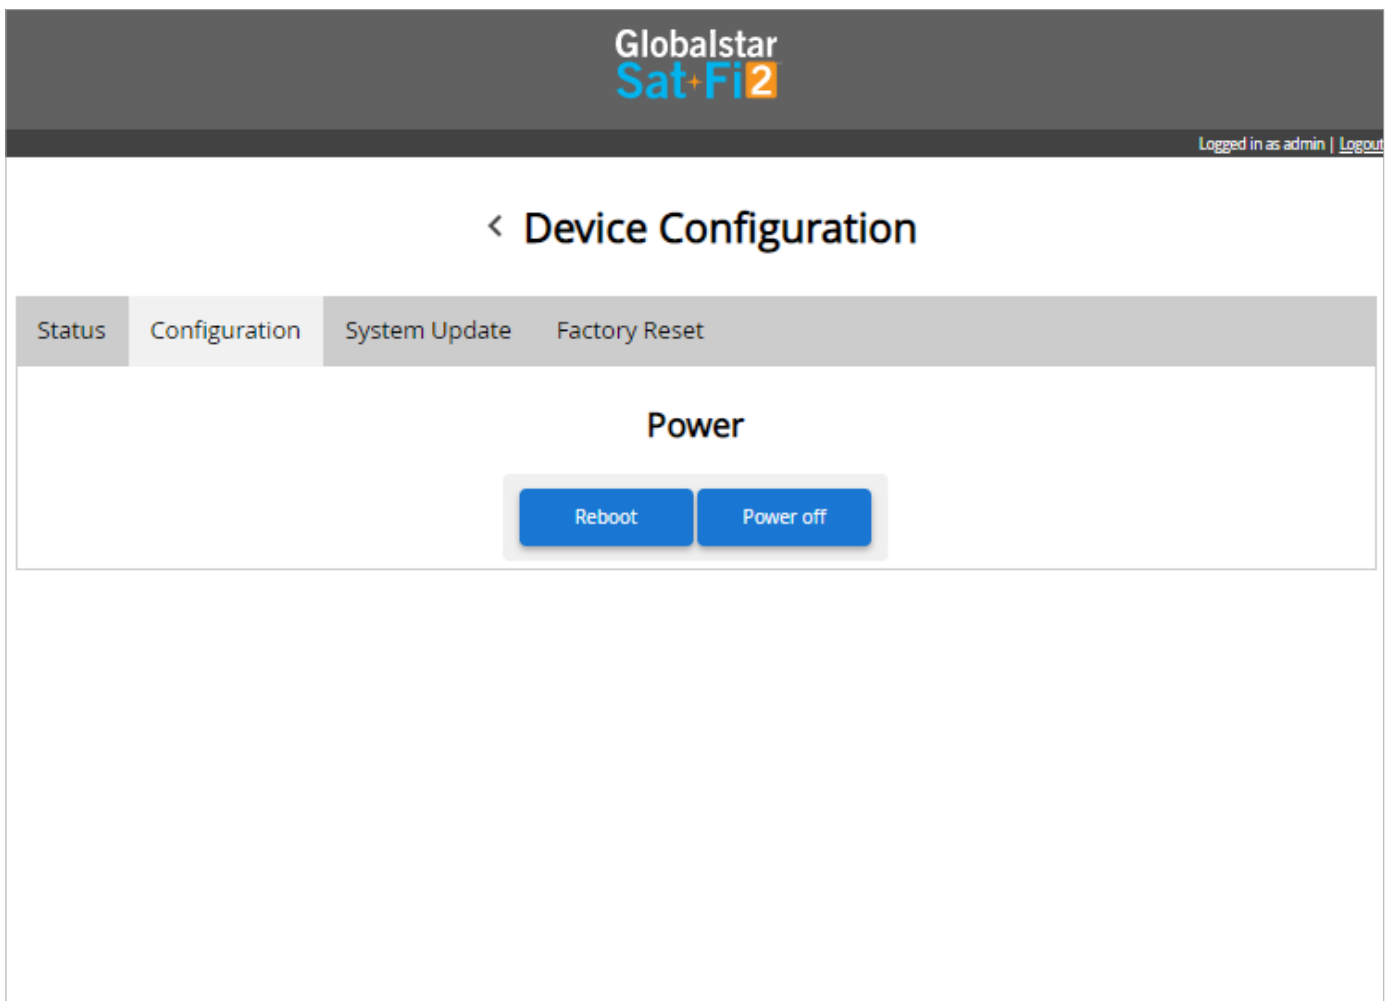 Globalstar
Sat+Fi2
Logged in as admin | Logout
< Device Configuration
Status Configuration System Update Factory Reset
Power
Reboot Power off